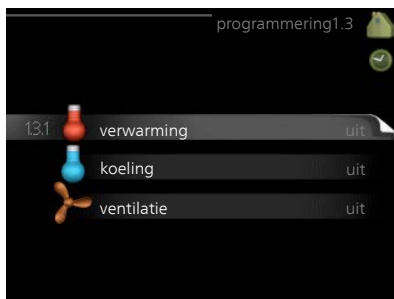 programmering1.3
1.3.1 verwarming uit
koeling uit
ventilatie uit